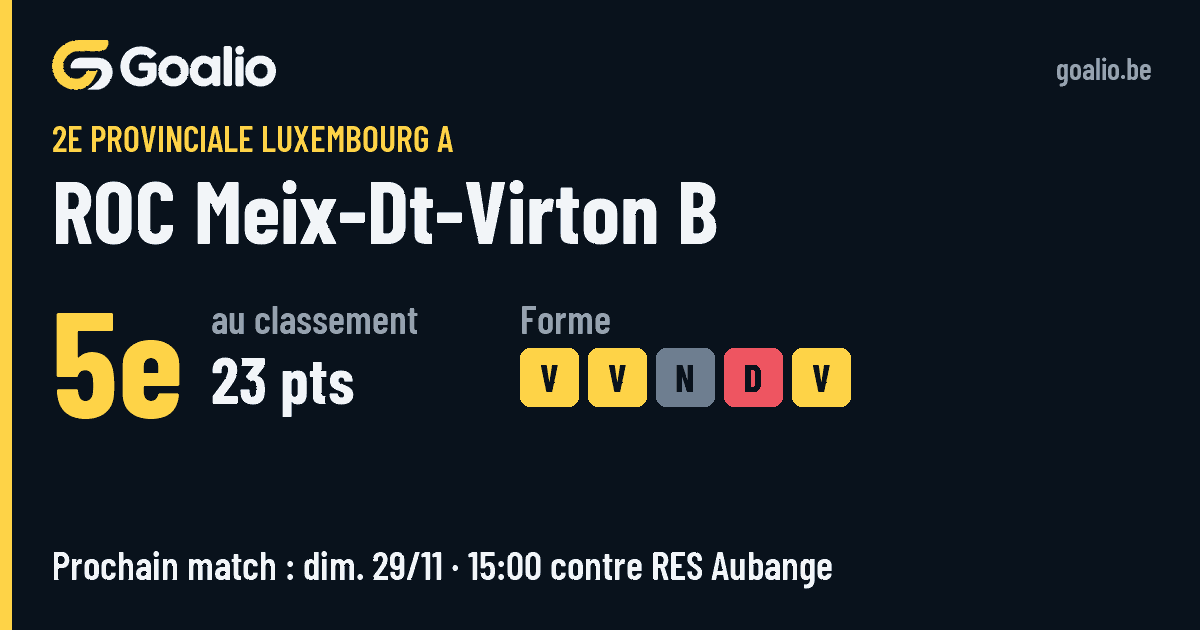 Goalio
goalio.be
2E PROVINCIALE LUXEMBOURG A
ROC Meix-Dt-Virton B
5e
au classement
23 pts
Forme
V V N D V
Prochain match : dim. 29/11 · 15:00 contre RES Aubange